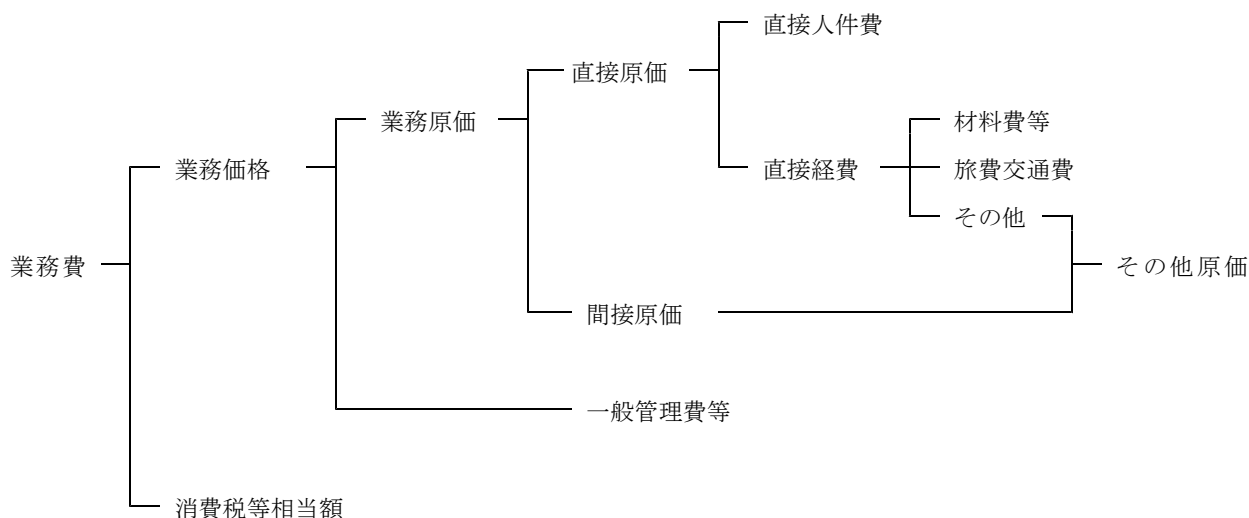 直接人件費
直接原価
業務原価
材料費等
業務価格
直接経費
旅費交通費
その他
業務費
その他原価
間接原価
一般管理費等
消費税等相当額